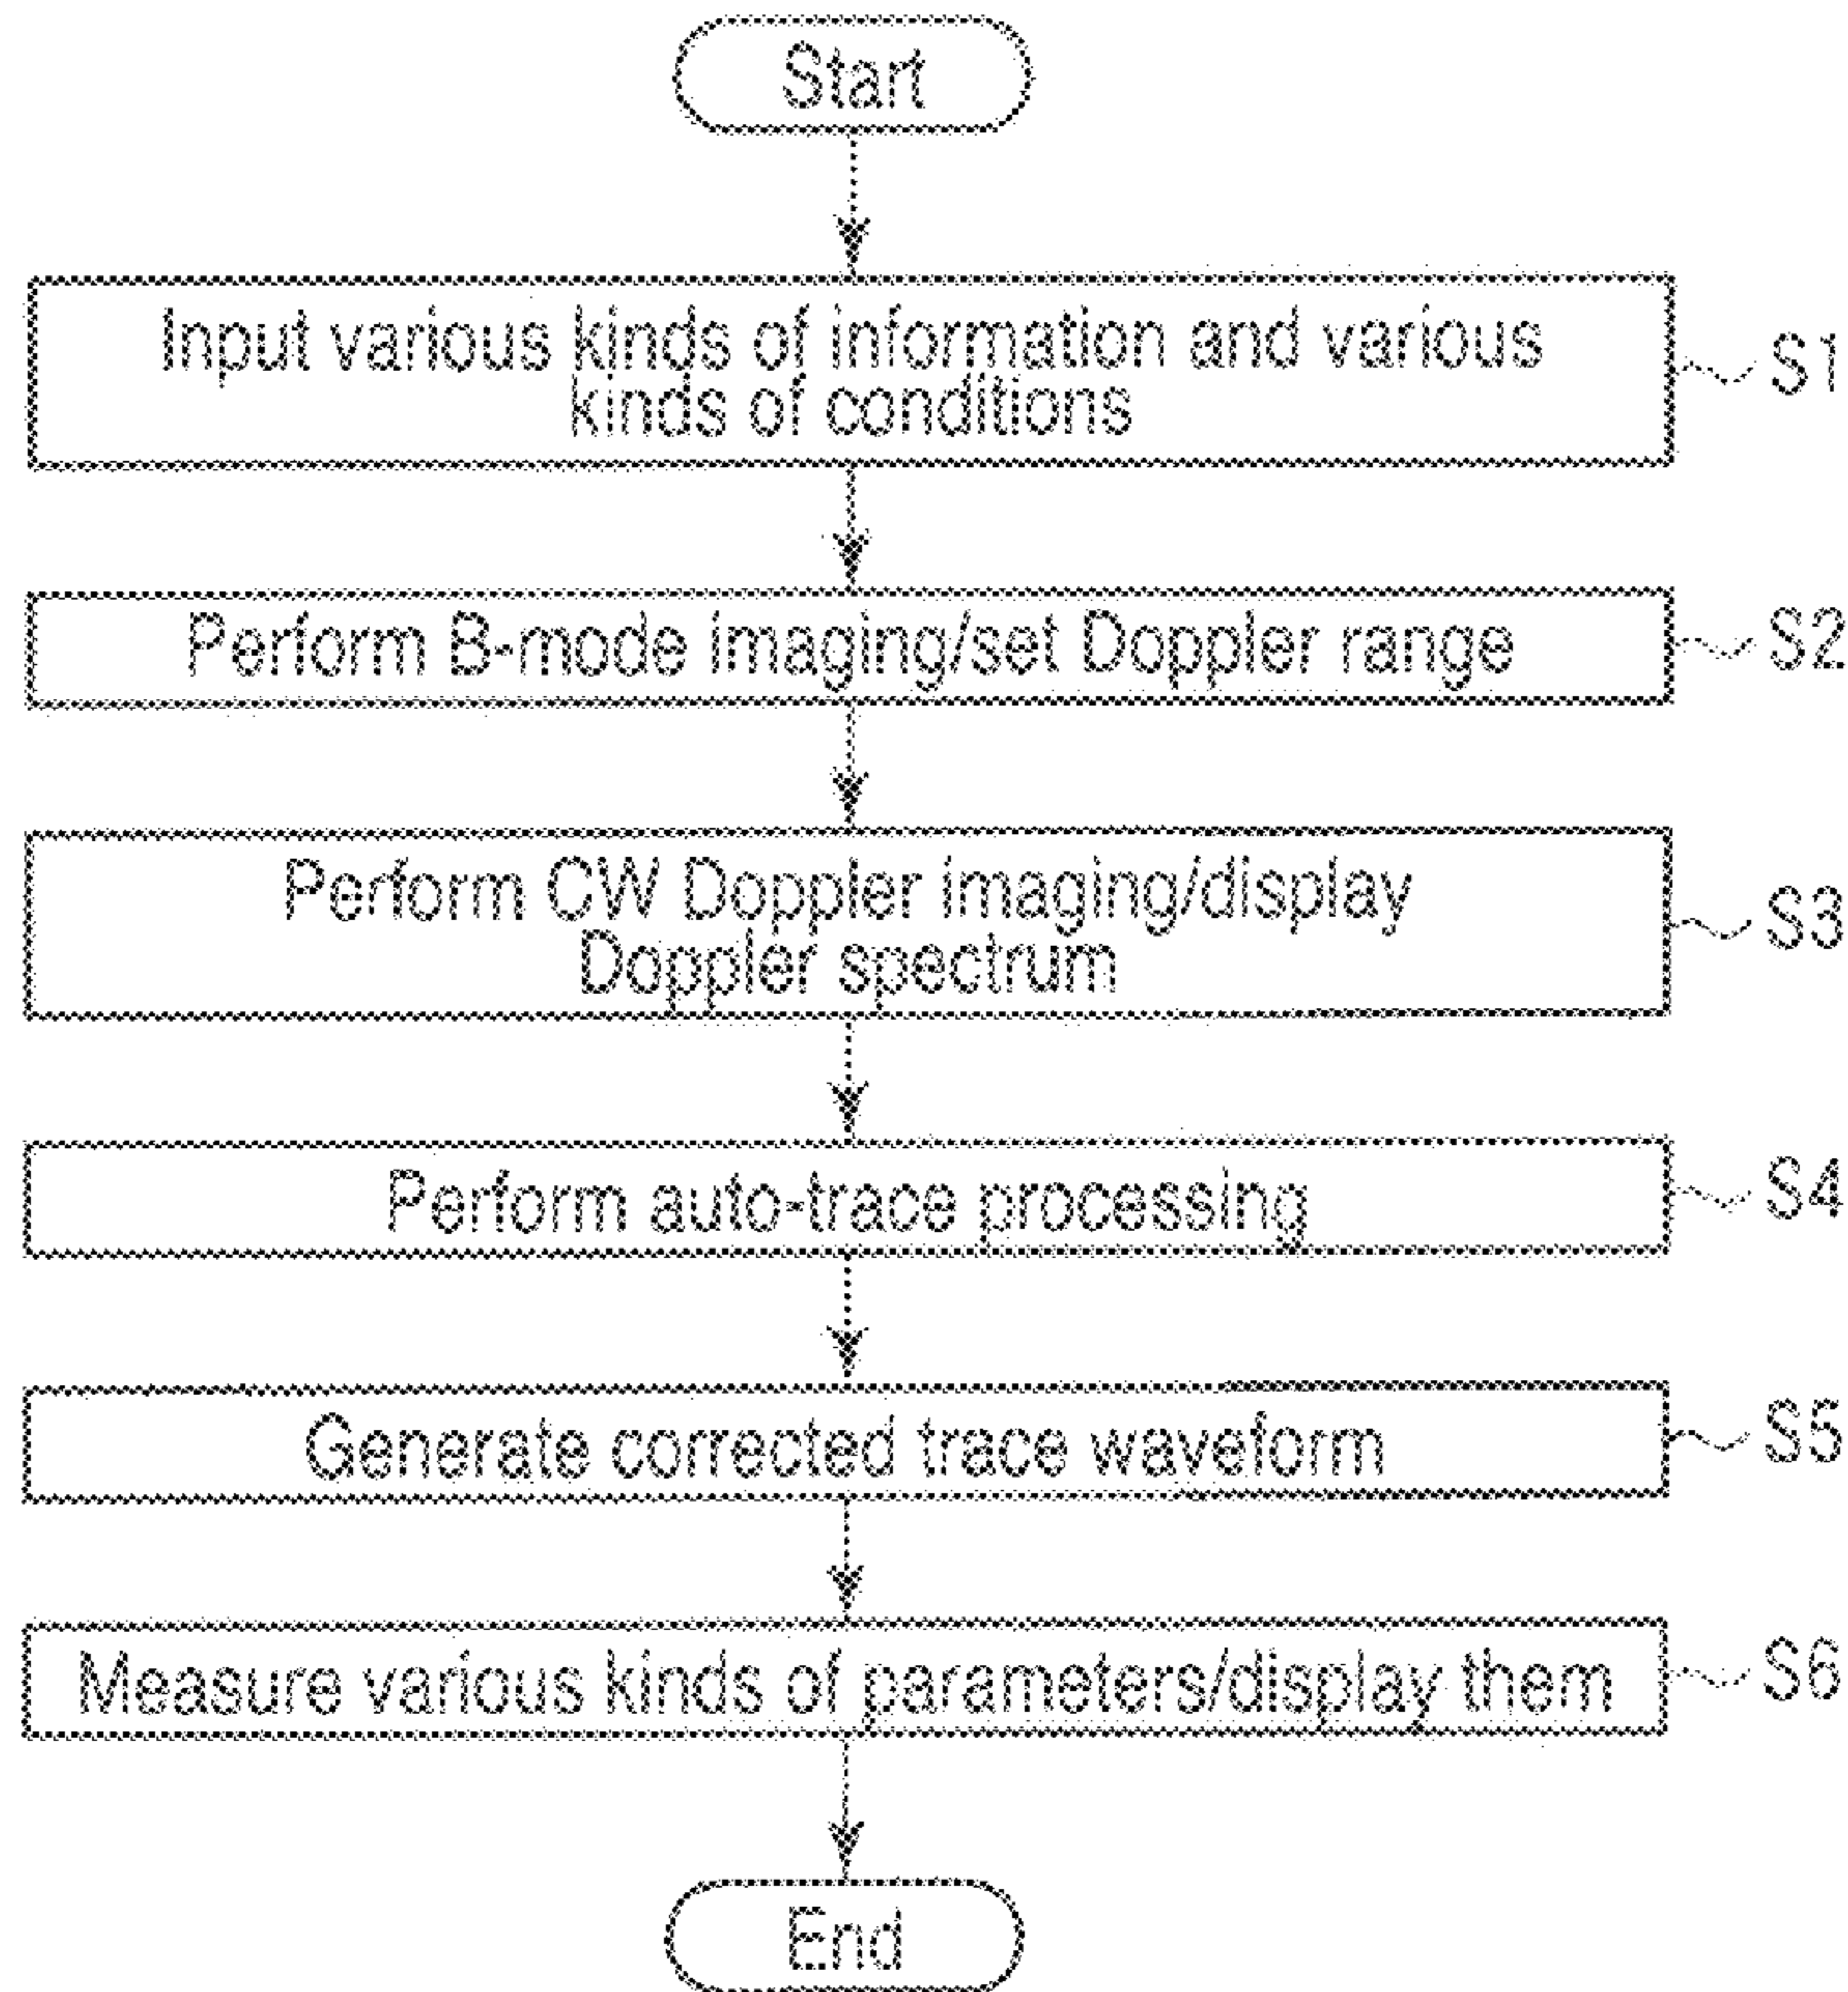 Start
Input various kinds of information and various
kinds of conditions
S1
Perform B-mode imaging/set Doppler range
S2
Perform CW Doppler imaging/display
Doppler spectrum
S3
Perform auto-trace processing
S4
Generate corrected trace waveform
S5
Measure various kinds of parameters/display them
S6
End